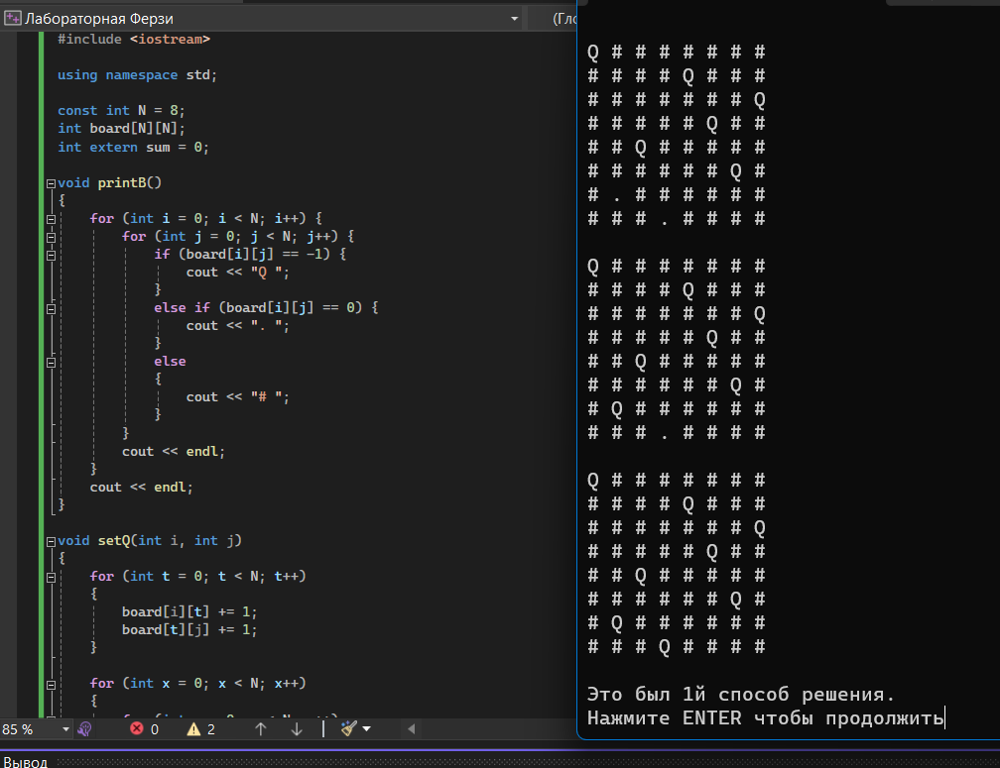 Лабораторная Ферзи
(Гло
#include <iostream>
using namespace std;
const int N = 8;
int board[N][N];
int extern sum = 0;
void printB()
{
for (int i = 0; i < N; i++) {
for (int j = 0; j < N; j++) {
if (board[i][j] == -1) {
cout << "Q ";
}
else if (board[i][j] == 0) {
cout << ". ";
}
else
{
cout << "# ";
}
}
cout << endl;
}
cout << endl;
}
void setQ(int i, int j)
{
for (int t = 0; t < N; t++)
{
board[i][t] += 1;
board[t][j] += 1;
}
for (int x = 0; x < N; x++)
{
85 %
0
2
Вывод
Q # # # # # # #
# # # # Q # # #
# # # # # # # Q
# # # # # Q # #
# # Q # # # # #
# # # # # # Q #
# . # # # # # #
# # # . # # # #
Q # # # # # # #
# # # # Q # # #
# # # # # # # Q
# # # # # Q # #
# # Q # # # # #
# # # # # # Q #
# Q # # # # # #
# # # . # # # #
Q # # # # # # #
# # # # Q # # #
# # # # # # # Q
# # # # # Q # #
# # Q # # # # #
# # # # # # Q #
# Q # # # # # #
# # # Q # # # #
Это был 1й способ решения.
Нажмите ENTER чтобы продолжить